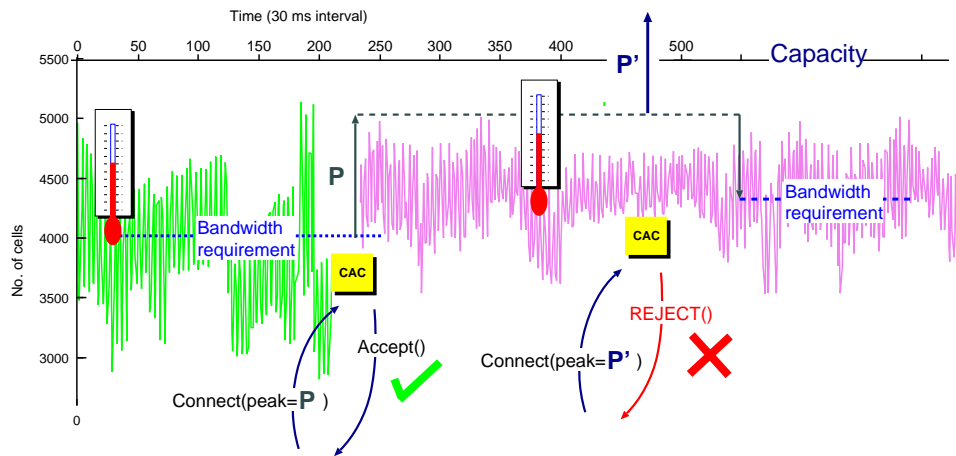 Time (30 ms interval)
0 50 100 150 200 250 300 350 400 500
Capacity
P’
5500
5000
4500
4000
3500
3000
0
No. of cells
P
Bandwidth
requirement
Bandwidth
requirement
CAC
CAC
Accept()
REJECT()
Connect(peak=P )
Connect(peak=P’ )